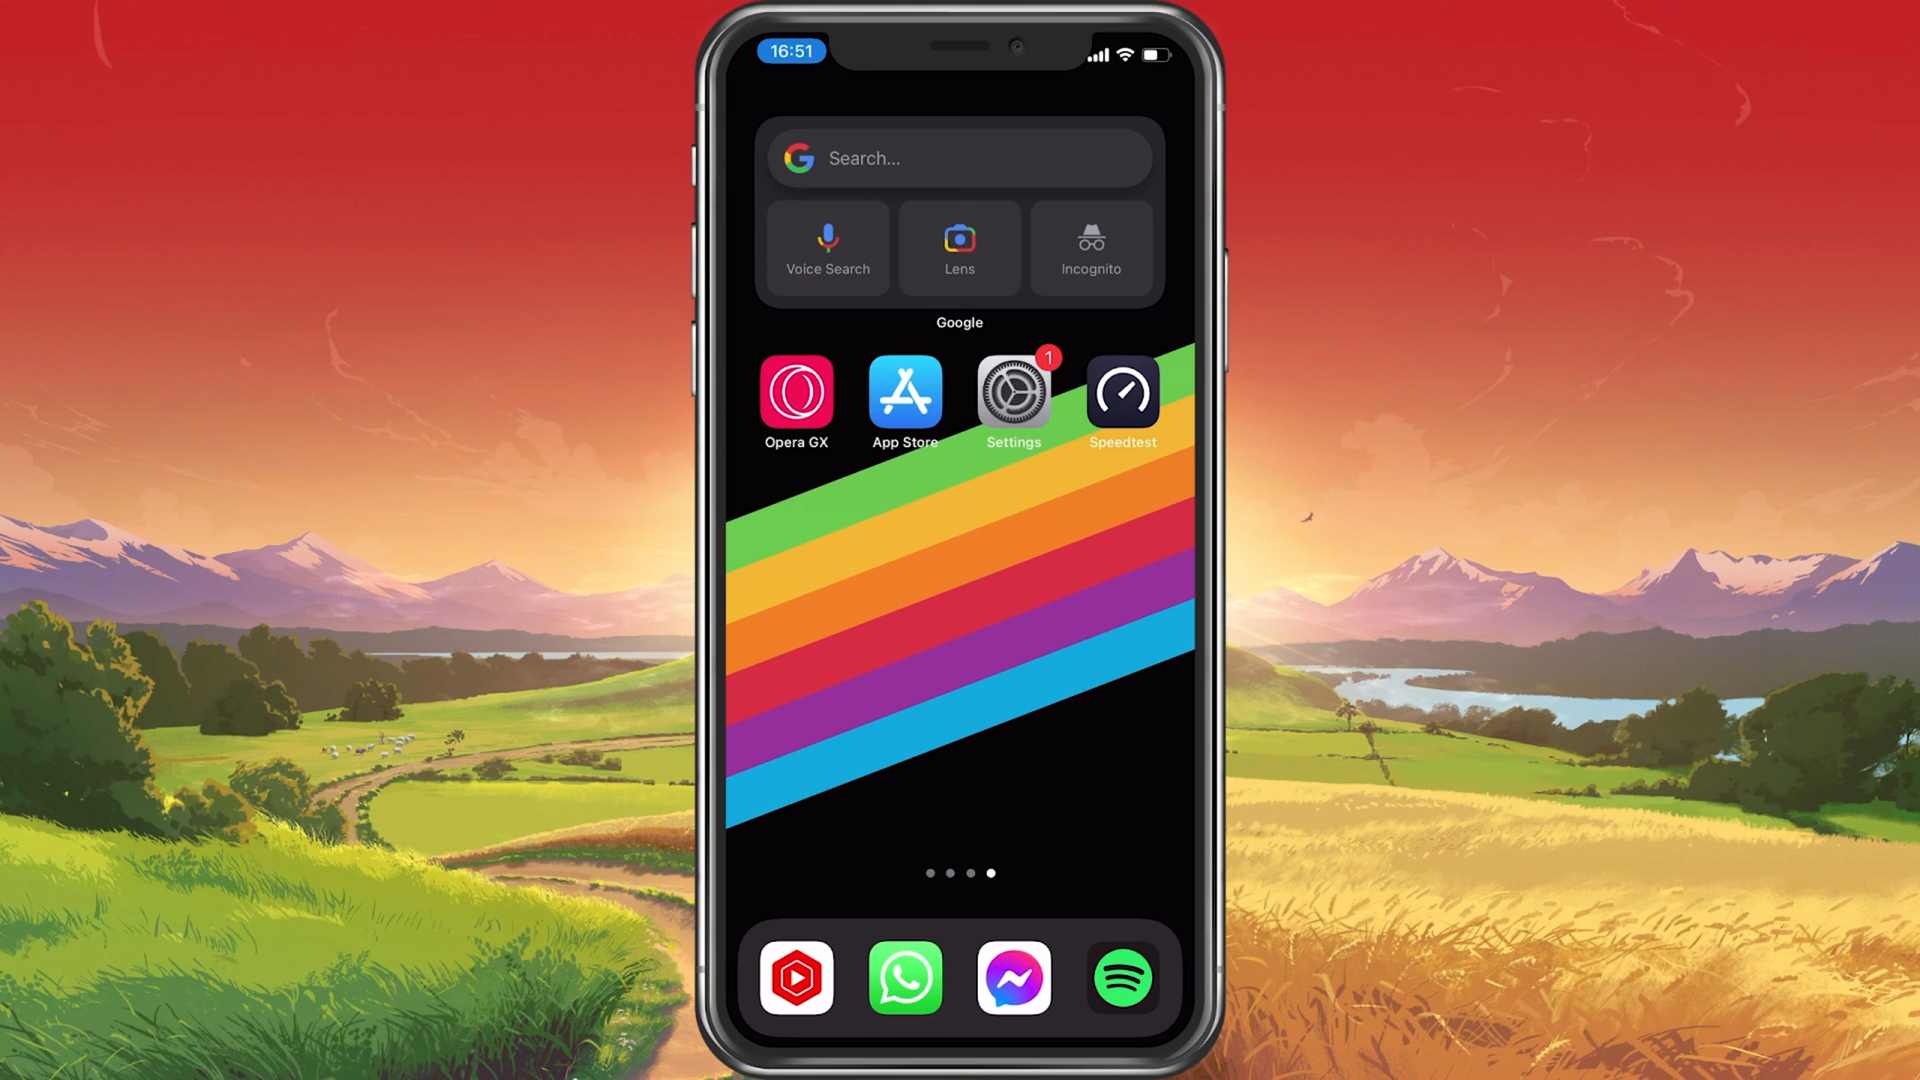 16:51
Search...
Voice Search
Lens
Incognito
Google
1
Opera GX
App Store
Settings
Speedtest